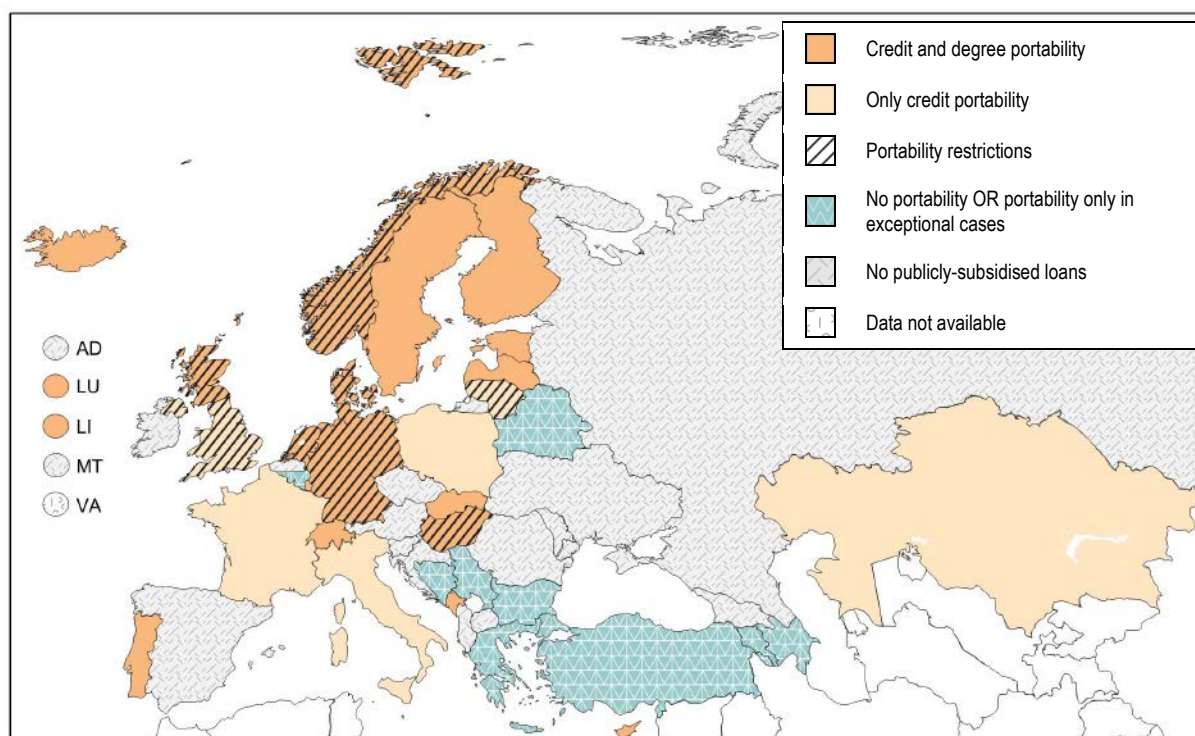 Credit and degree portability
Only credit portability
Portability restrictions
No portability OR portability only in
exceptional cases
No publicly-subsidised loans
Data not available
AD
LU
LI
MT
VA